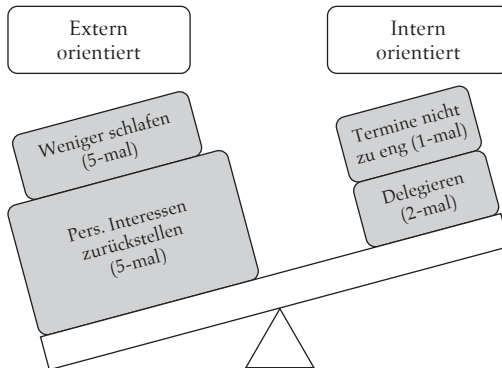 Extern
orientiert
Intern
orientiert
Weniger schlafen
(5-mal)
Pers. Interessen
zurückstellen
(5-mal)
Termine nicht
zu eng (1-mal)
Delegieren
(2-mal)